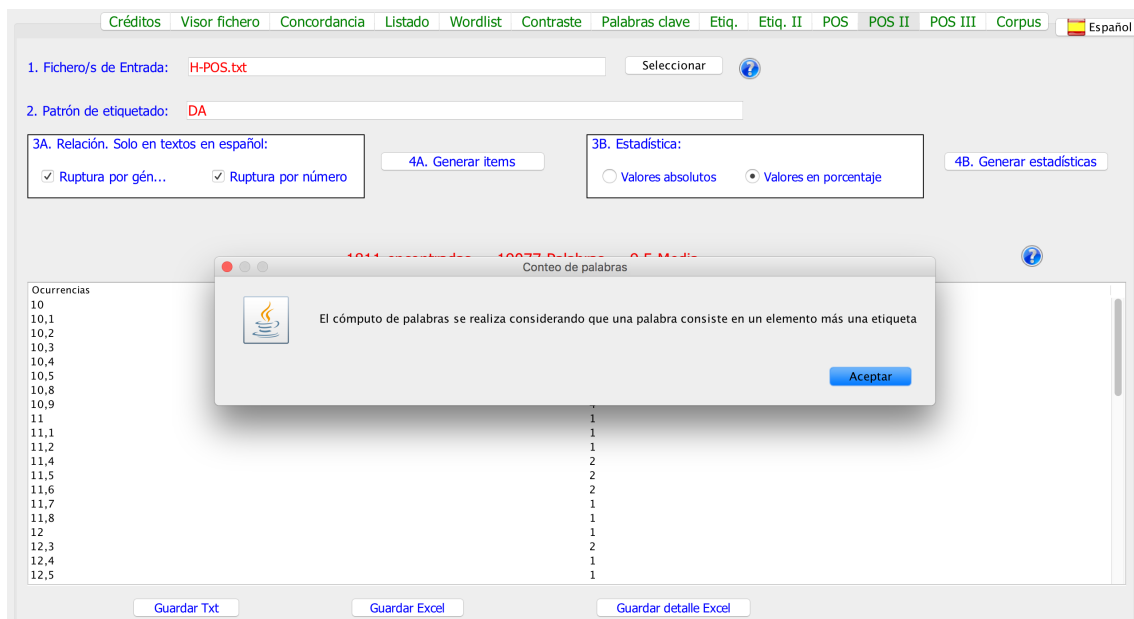 Créditos Visor fichero Concordancia Listado Wordlist Contraste Palabras clave Etiq. Etiq. II POS POS II POS III Corpus Español
1. Fichero/s de Entrada: H-POS.txt Seleccionar ?
2. Patrón de etiquetado: DA
3A. Relación. Solo en textos en español: 3B. Estadística:
4A. Generar items 4B. Generar estadísticas
Ruptura por gén... Ruptura por número Valores absolutos Valores en porcentaje
?
Conteo de palabras
El cómputo de palabras se realiza considerando que una palabra consiste en un elemento más una etiqueta
Aceptar
Ocurrencias
10
10,1
10,2
10,3
10,4
10,5
10,8
10,9
11 1
11,1 1
11,2 1
11,4 2
11,5 2
11,6 2
11,7 1
11,8 1
12 1
12,3 2
12,4 1
12,5 1
Guardar Txt Guardar Excel Guardar detalle Excel